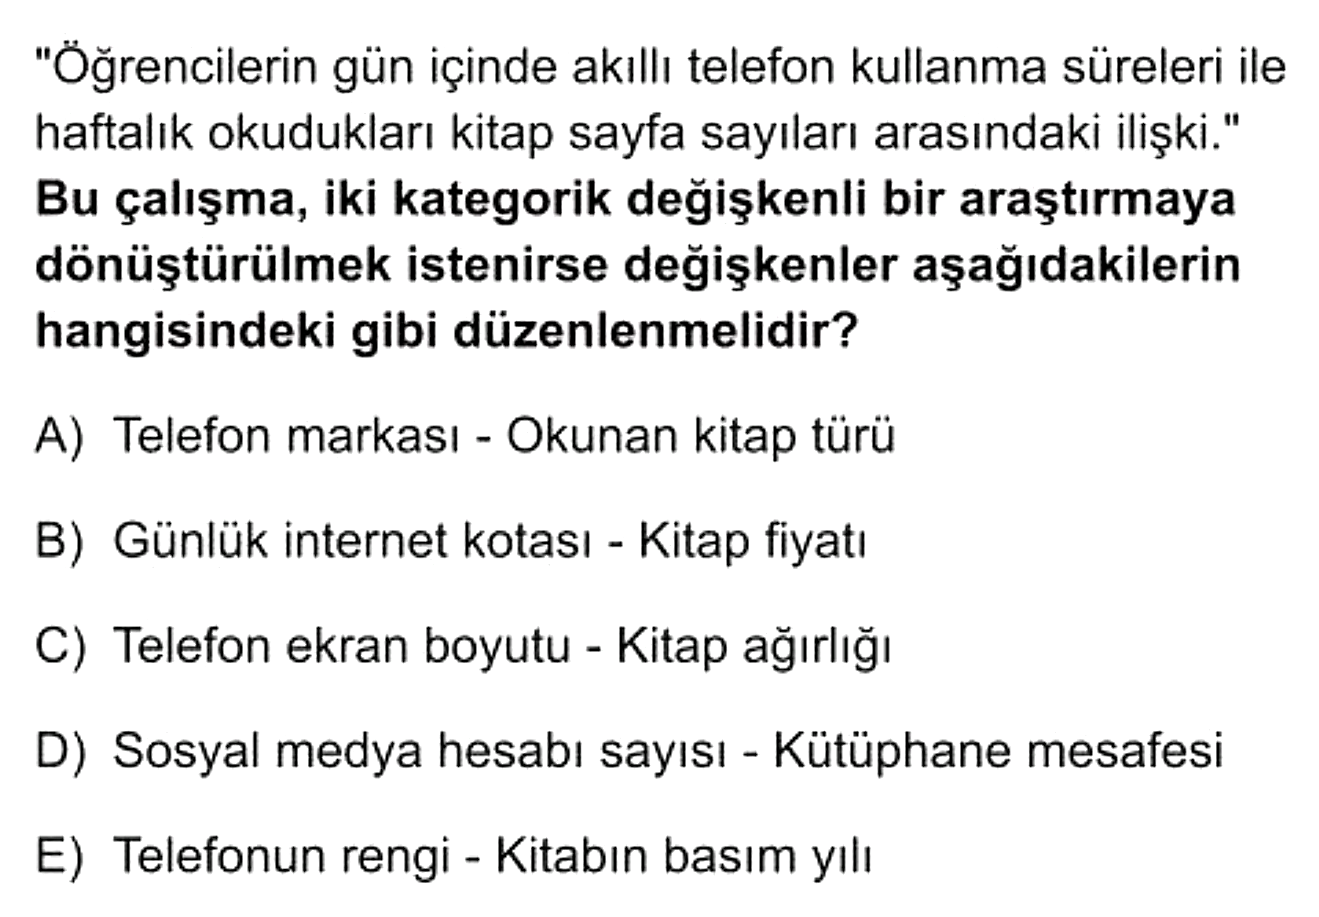 "Öğrencilerin gün içinde akıllı telefon kullanma süreleri ile
haftalık okudukları kitap sayfa sayıları arasındaki ilişki."
Bu çalışma, iki kategorik değişkenli bir araştırmaya
dönüştürülmek istenirse değişkenler aşağıdakilerin
hangisindeki gibi düzenlenmelidir?
A) Telefon markası - Okunan kitap türü
B) Günlük internet kotası - Kitap fiyatı
C) Telefon ekran boyutu - Kitap ağırlığı
D) Sosyal medya hesabı sayısı - Kütüphane mesafesi
E) Telefonun rengi - Kitabın basım yılı